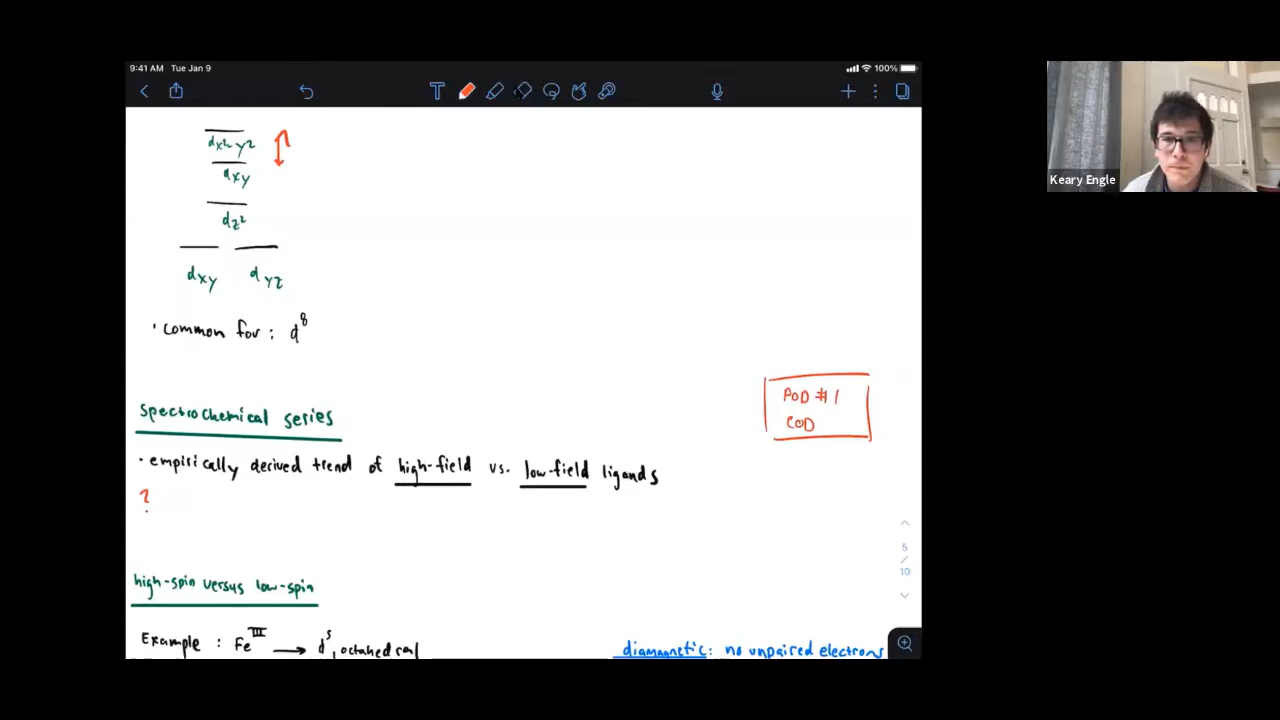 9:41 AM Tue Jan 9
100%
dx²-y²
dxy
dz²
dxy dyz
· common for: d⁸
POD #1
COD
Spectrochemical series
· empirically derived trend of high-field vs. low-field ligands
?
high-spin versus low-spin
Example: Fe^III → d⁵, octahedral
diamagnetic: no unpaired electrons
5
/
10
Keary Engle